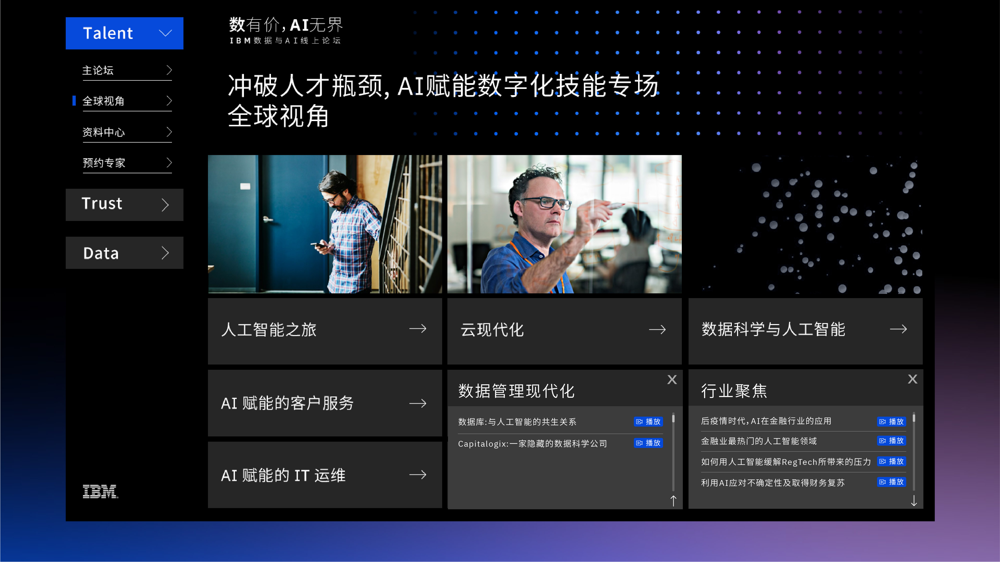 Talent
主论坛
全球视角
资料中心
预约专家
Trust
Data
IBM
数有价，AI无界
IBM数据与AI线上论坛
冲破人才瓶颈，AI赋能数字化技能专场
全球视角
人工智能之旅
云现代化
数据科学与人工智能
AI 赋能的客户服务
AI 赋能的 IT 运维
数据管理现代化
X
数据库:与人工智能的共生关系 播放
Capitalogix:一家隐藏的数据科学公司 播放
行业聚焦
X
后疫情时代，AI在金融行业的应用 播放
金融业最热门的人工智能领域 播放
如何用人工智能缓解RegTech所带来的压力 播放
利用AI应对不确定性及取得财务复苏 播放